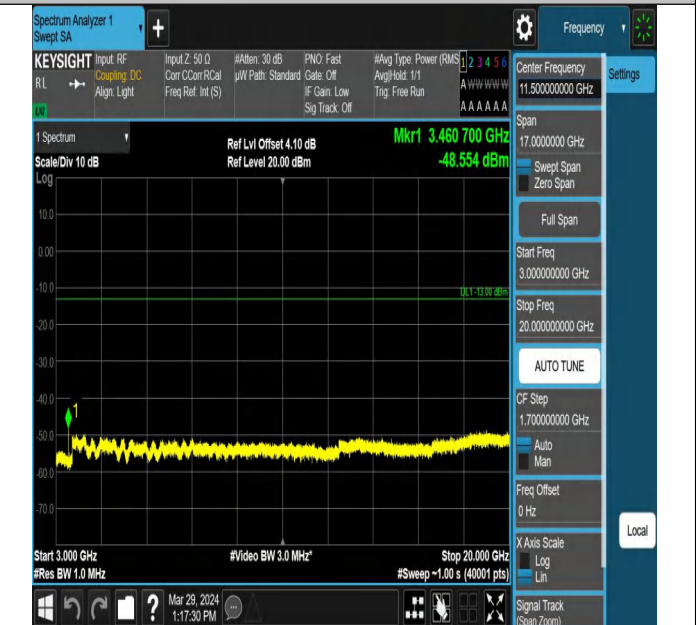 Spectrum Analyzer 1
Swept SA
+
Frequency
KEYSIGHT
RL
Input: RF
Coupling: DC
Align: Light
Input Z: 50 Ω
Corr CCorr RCal
Freq Ref: Int (S)
#Atten: 30 dB
µW Path: Standard
PNO: Fast
Gate: Off
IF Gain: Low
Sig Track: Off
#Avg Type: Power (RMS
Avg|Hold: 1/1
Trig: Free Run
1 2 3 4 5 6
A W W W W W
A A A A A A
Center Frequency
11.500000000 GHz
Settings
Span
17.0000000 GHz
Swept Span
Zero Span
Full Span
Start Freq
3.000000000 GHz
Stop Freq
20.000000000 GHz
AUTO TUNE
CF Step
1.700000000 GHz
Auto
Man
Freq Offset
0 Hz
X Axis Scale
Log
Lin
Local
Signal Track
(Span Zoom)
1 Spectrum
Scale/Div 10 dB
Log
Ref Lvl Offset 4.10 dB
Ref Level 20.00 dBm
Mkr1 3.460 700 GHz
-48.554 dBm
10.0
0.00
-10.0
DL1 -13.00 dBm
-20.0
-30.0
-40.0
1
-50.0
-60.0
-70.0
Start 3.000 GHz
#Res BW 1.0 MHz
#Video BW 3.0 MHz*
Stop 20.000 GHz
#Sweep ~1.00 s (40001 pts)
?
Mar 29, 2024
1:17:30 PM